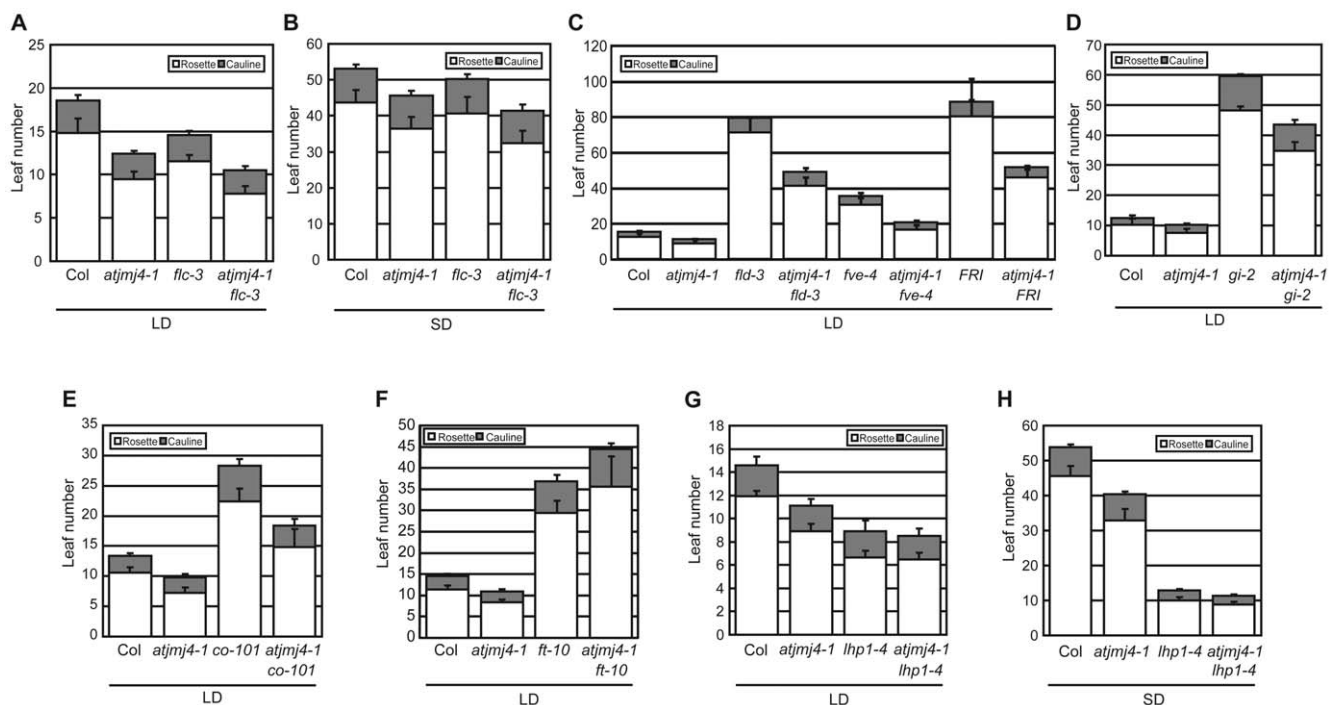 A
Leaf number
25
20
15
10
5
0
Rosette Cauline
Col atjmj4-1 flc-3 atjmj4-1
flc-3
LD
B
Leaf number
60
50
40
30
20
10
0
Rosette Cauline
Col atjmj4-1 flc-3 atjmj4-1
flc-3
SD
C
Leaf number
120
100
80
60
40
20
0
Rosette Cauline
Col atjmj4-1 fld-3 atjmj4-1 fve-4 atjmj4-1 FRI atjmj4-1
fld-3 fve-4 FRI
LD
D
Leaf number
70
60
50
40
30
20
10
0
Rosette Cauline
Col atjmj4-1 gi-2 atjmj4-1
gi-2
LD
E
Leaf number
35
30
25
20
15
10
5
0
Rosette Cauline
Col atjmj4-1 co-101 atjmj4-1
co-101
LD
F
Leaf number
50
45
40
35
30
25
20
15
10
5
0
Rosette Cauline
Col atjmj4-1 ft-10 atjmj4-1
ft-10
LD
G
Leaf number
18
16
14
12
10
8
6
4
2
0
Rosette Cauline
Col atjmj4-1 lhp1-4 atjmj4-1
lhp1-4
LD
H
Leaf number
60
50
40
30
20
10
0
Rosette Cauline
Col atjmj4-1 lhp1-4 atjmj4-1
lhp1-4
SD